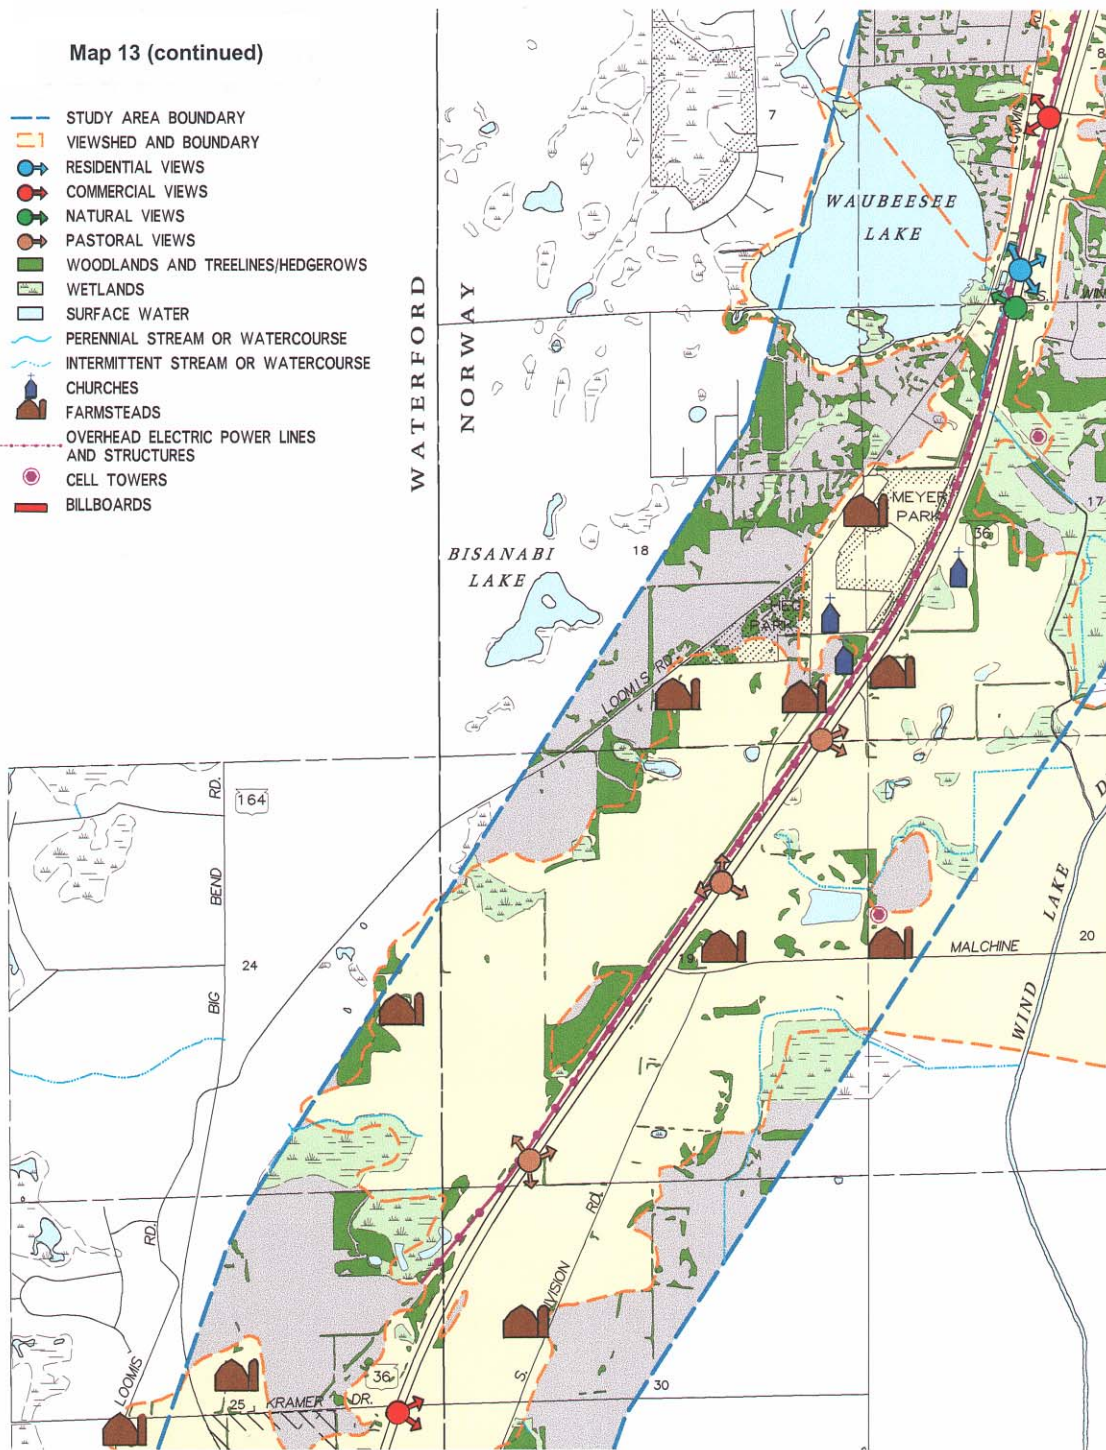 Map 13 (continued)
STUDY AREA BOUNDARY
VIEWSHED AND BOUNDARY
RESIDENTIAL VIEWS
COMMERCIAL VIEWS
NATURAL VIEWS
PASTORAL VIEWS
WOODLANDS AND TREELINES/HEDGEROWS
WETLANDS
SURFACE WATER
PERENNIAL STREAM OR WATERCOURSE
INTERMITTENT STREAM OR WATERCOURSE
CHURCHES
FARMSTEADS
OVERHEAD ELECTRIC POWER LINES
AND STRUCTURES
CELL TOWERS
BILLBOARDS
WATERFORD
NORWAY
7
8
WAUBEESEE
LAKE
S.
17
MEYER
PARK
36
18
BISANABI
LAKE
PARK
LOOMIS RD.
164
BIG BEND RD.
24
19
MALCHINE
20
WIND LAKE D
RD.
LOOMIS
S.
RD.
36
25
KRAMER DR.
30